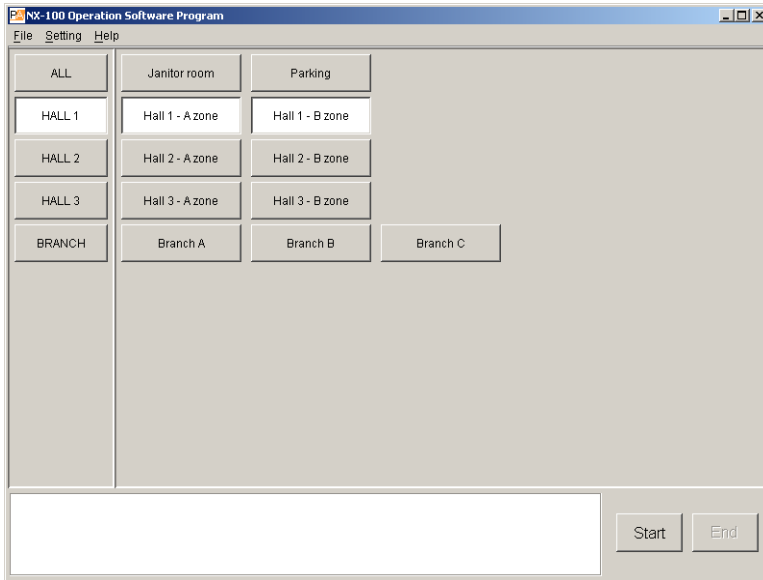 PA NX-100 Operation Software Program
File Setting Help
ALL Janitor room Parking
HALL 1 Hall 1 - A zone Hall 1 - B zone
HALL 2 Hall 2 - A zone Hall 2 - B zone
HALL 3 Hall 3 - A zone Hall 3 - B zone
BRANCH Branch A Branch B Branch C
Start End